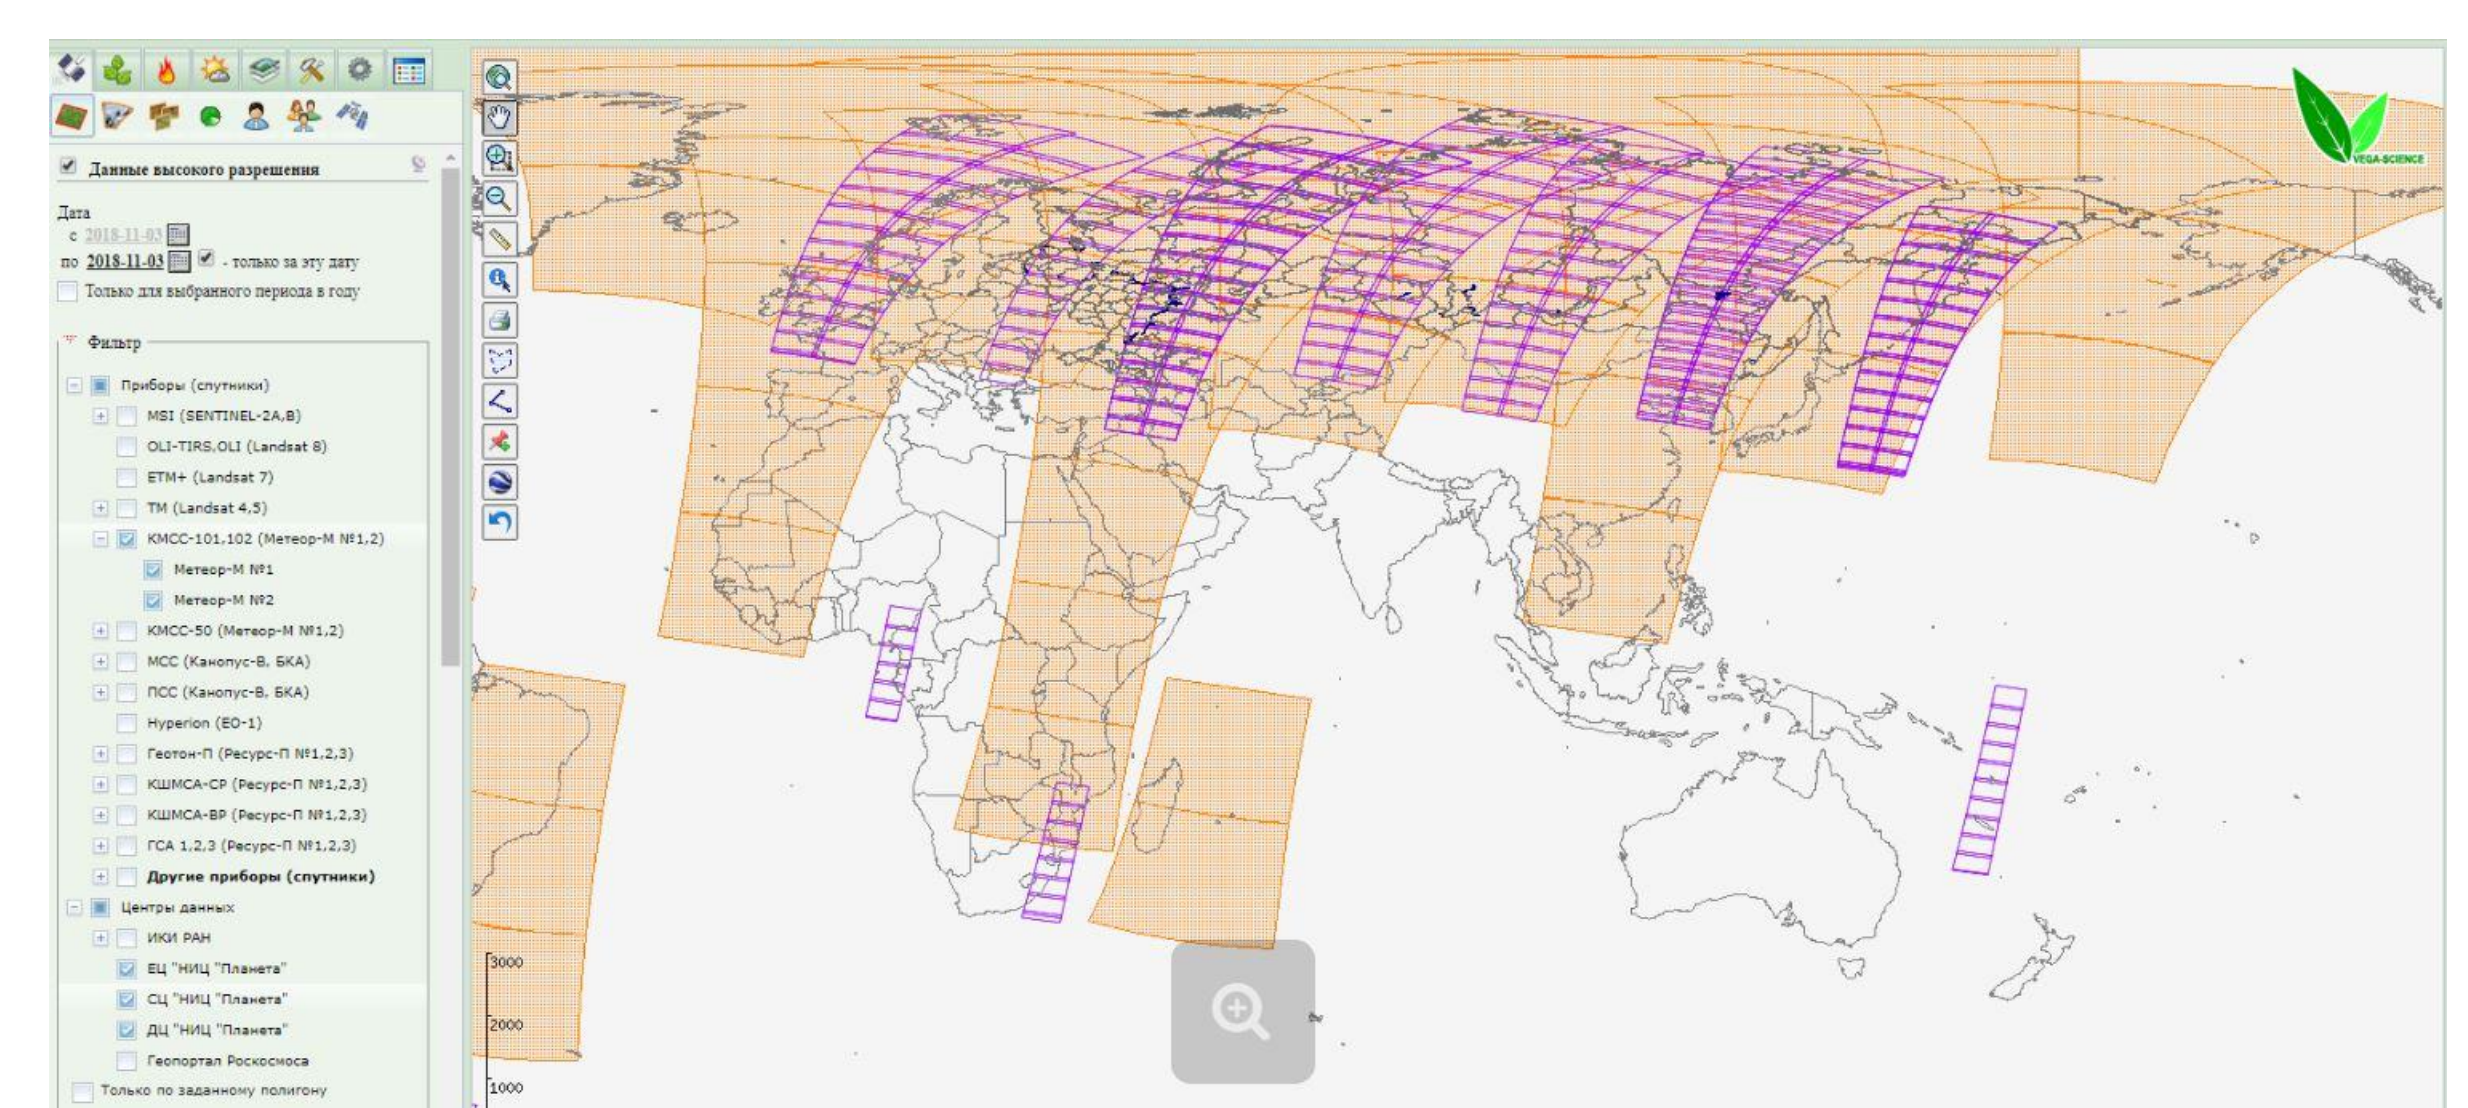 VEGA-SCIENCE
Данные высокого разрешения
Дата
с 2018-11-03
по 2018-11-03 - только за эту дату
Только для выбранного периода в году
Фильтр
Приборы (спутники)
MSI (SENTINEL-2A,B)
OLI-TIRS,OLI (Landsat 8)
ETM+ (Landsat 7)
TM (Landsat 4,5)
КМСС-101,102 (Метеор-М №1,2)
Метеор-М №1
Метеор-М №2
КМСС-50 (Метеор-М №1,2)
МСС (Канопус-В, БКА)
ПСС (Канопус-В, БКА)
Hyperion (EO-1)
Геотон-П (Ресурс-П №1,2,3)
КШМСА-СР (Ресурс-П №1,2,3)
КШМСА-ВР (Ресурс-П №1,2,3)
ГСА 1,2,3 (Ресурс-П №1,2,3)
Другие приборы (спутники)
Центры данных
ИКИ РАН
ЕЦ "НИЦ "Планета"
СЦ "НИЦ "Планета"
ДЦ "НИЦ "Планета"
Геопортал Роскосмоса
Только по заданному полигону
3000
2000
1000